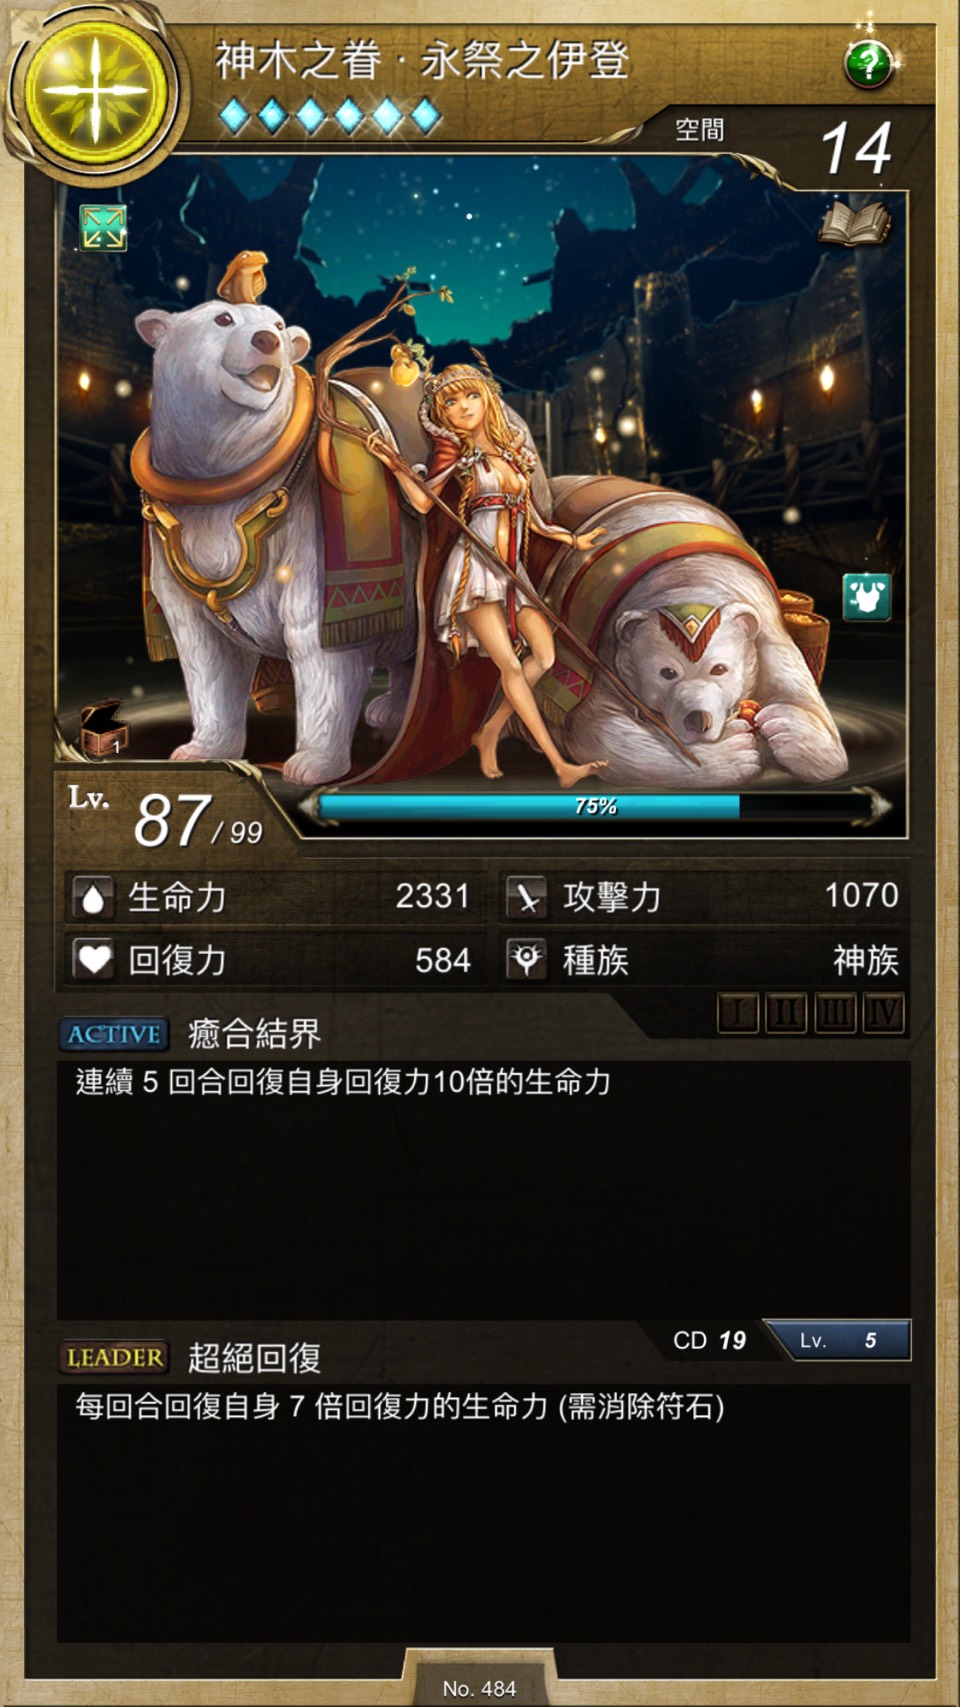 神木之眷·永祭之伊登
?
空間 14
1
Lv. 87/99
75%
生命力 2331
攻擊力 1070
回復力 584
種族 神族
I II III IV
ACTIVE 癒合結界
連續 5 回合回復自身回復力10倍的生命力
CD 19 Lv. 5
LEADER 超絕回復
每回合回復自身 7 倍回復力的生命力 (需消除符石)
No. 484